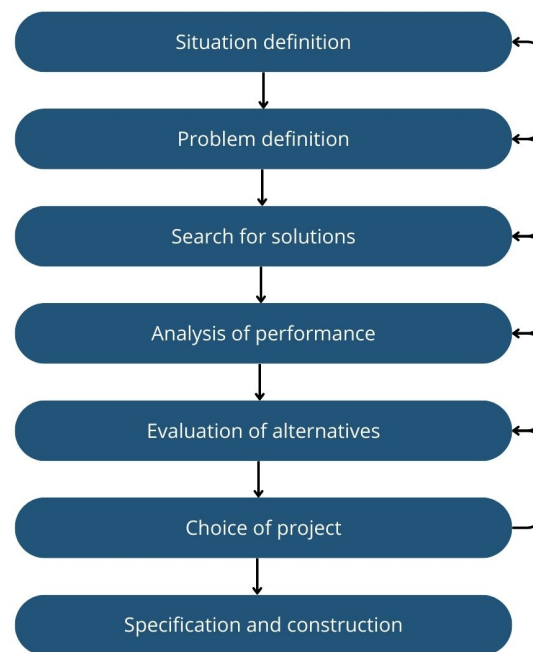 Situation definition
Problem definition
Search for solutions
Analysis of performance
Evaluation of alternatives
Choice of project
Specification and construction